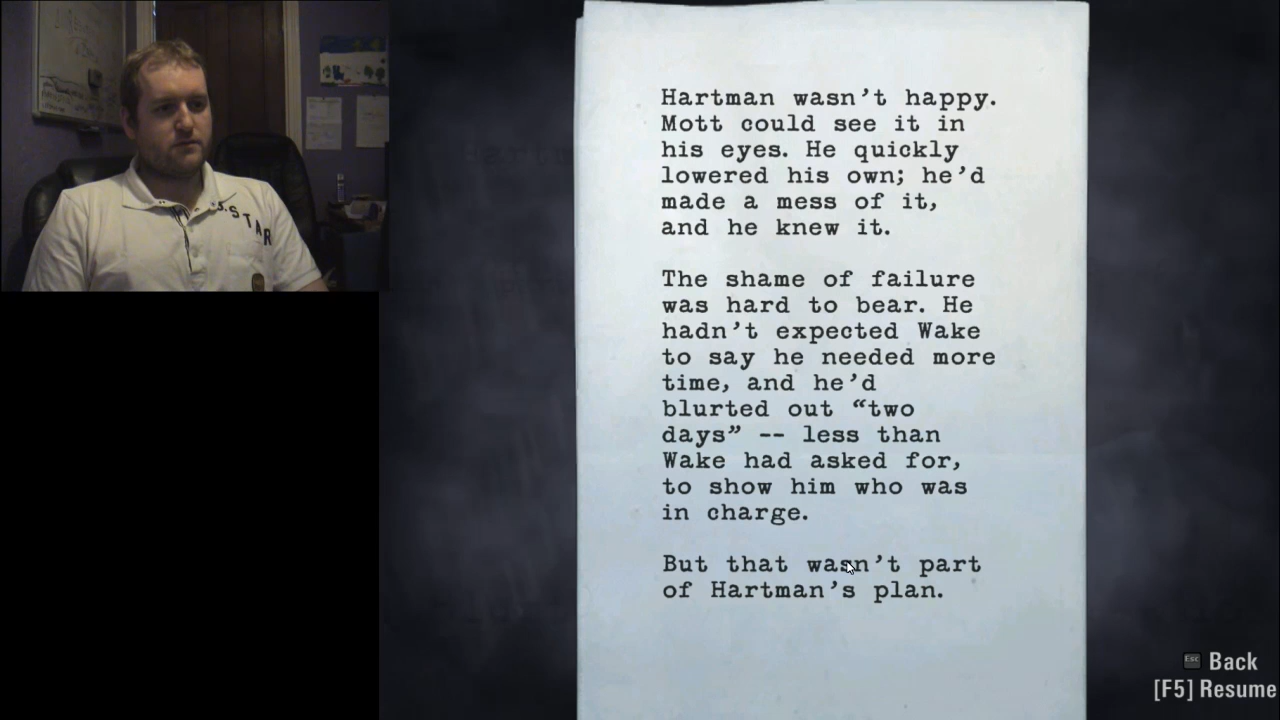 Hartman wasn't happy.
Mott could see it in
his eyes. He quickly
lowered his own; he'd
made a mess of it,
and he knew it.
The shame of failure
was hard to bear. He
hadn't expected Wake
to say he needed more
time, and he'd
blurted out “two
days” -- less than
Wake had asked for,
to show him who was
in charge.
But that wasn't part
of Hartman's plan.
Esc Back
[F5] Resume
STAR